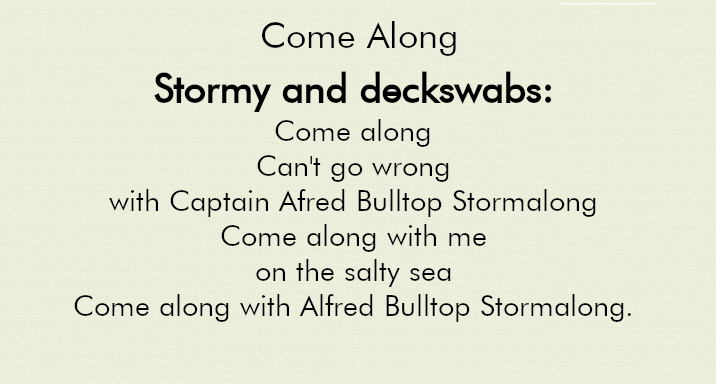 Come Along
Stormy and deckswabs:
Come along
Can't go wrong
with Captain Afred Bulltop Stormalong
Come along with me
on the salty sea
Come along with Alfred Bulltop Stormalong.